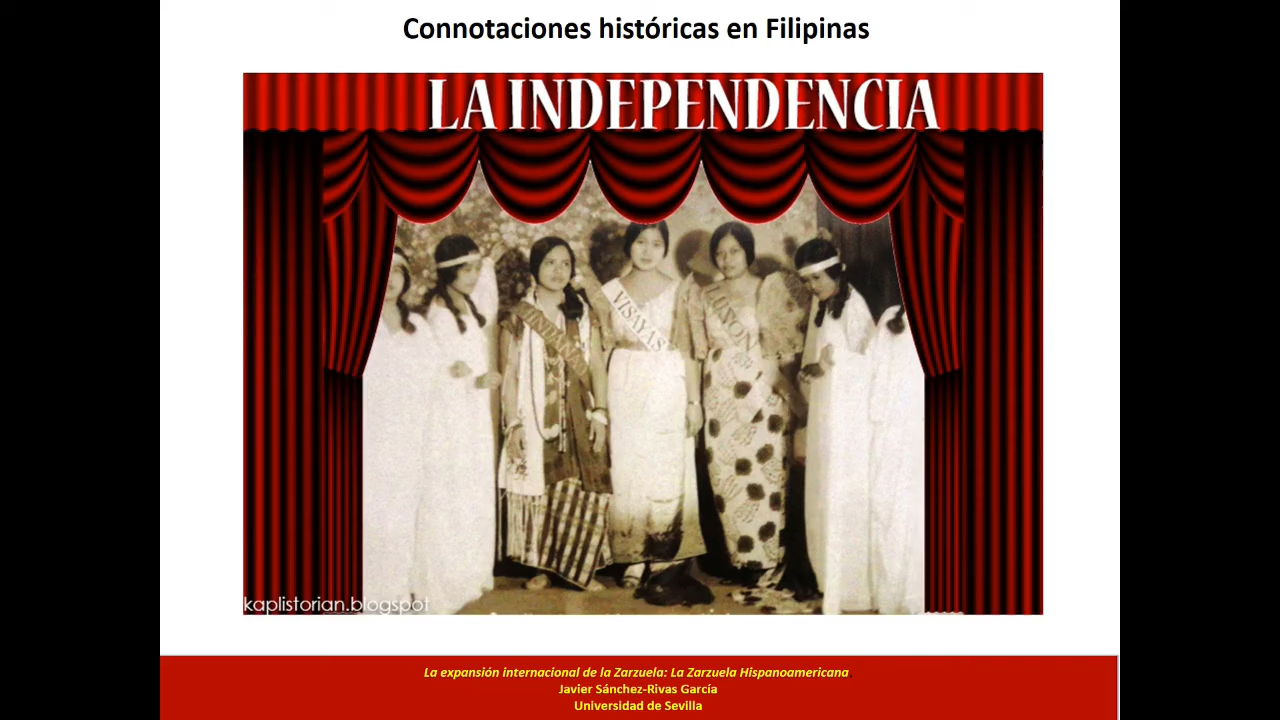 Connotaciones históricas en Filipinas
LA INDEPENDENCIA
VISAYAS
LUSON
kaplistorian.blogspot
La expansión internacional de la Zarzuela: La Zarzuela Hispanoamericana
Javier Sánchez-Rivas García
Universidad de Sevilla